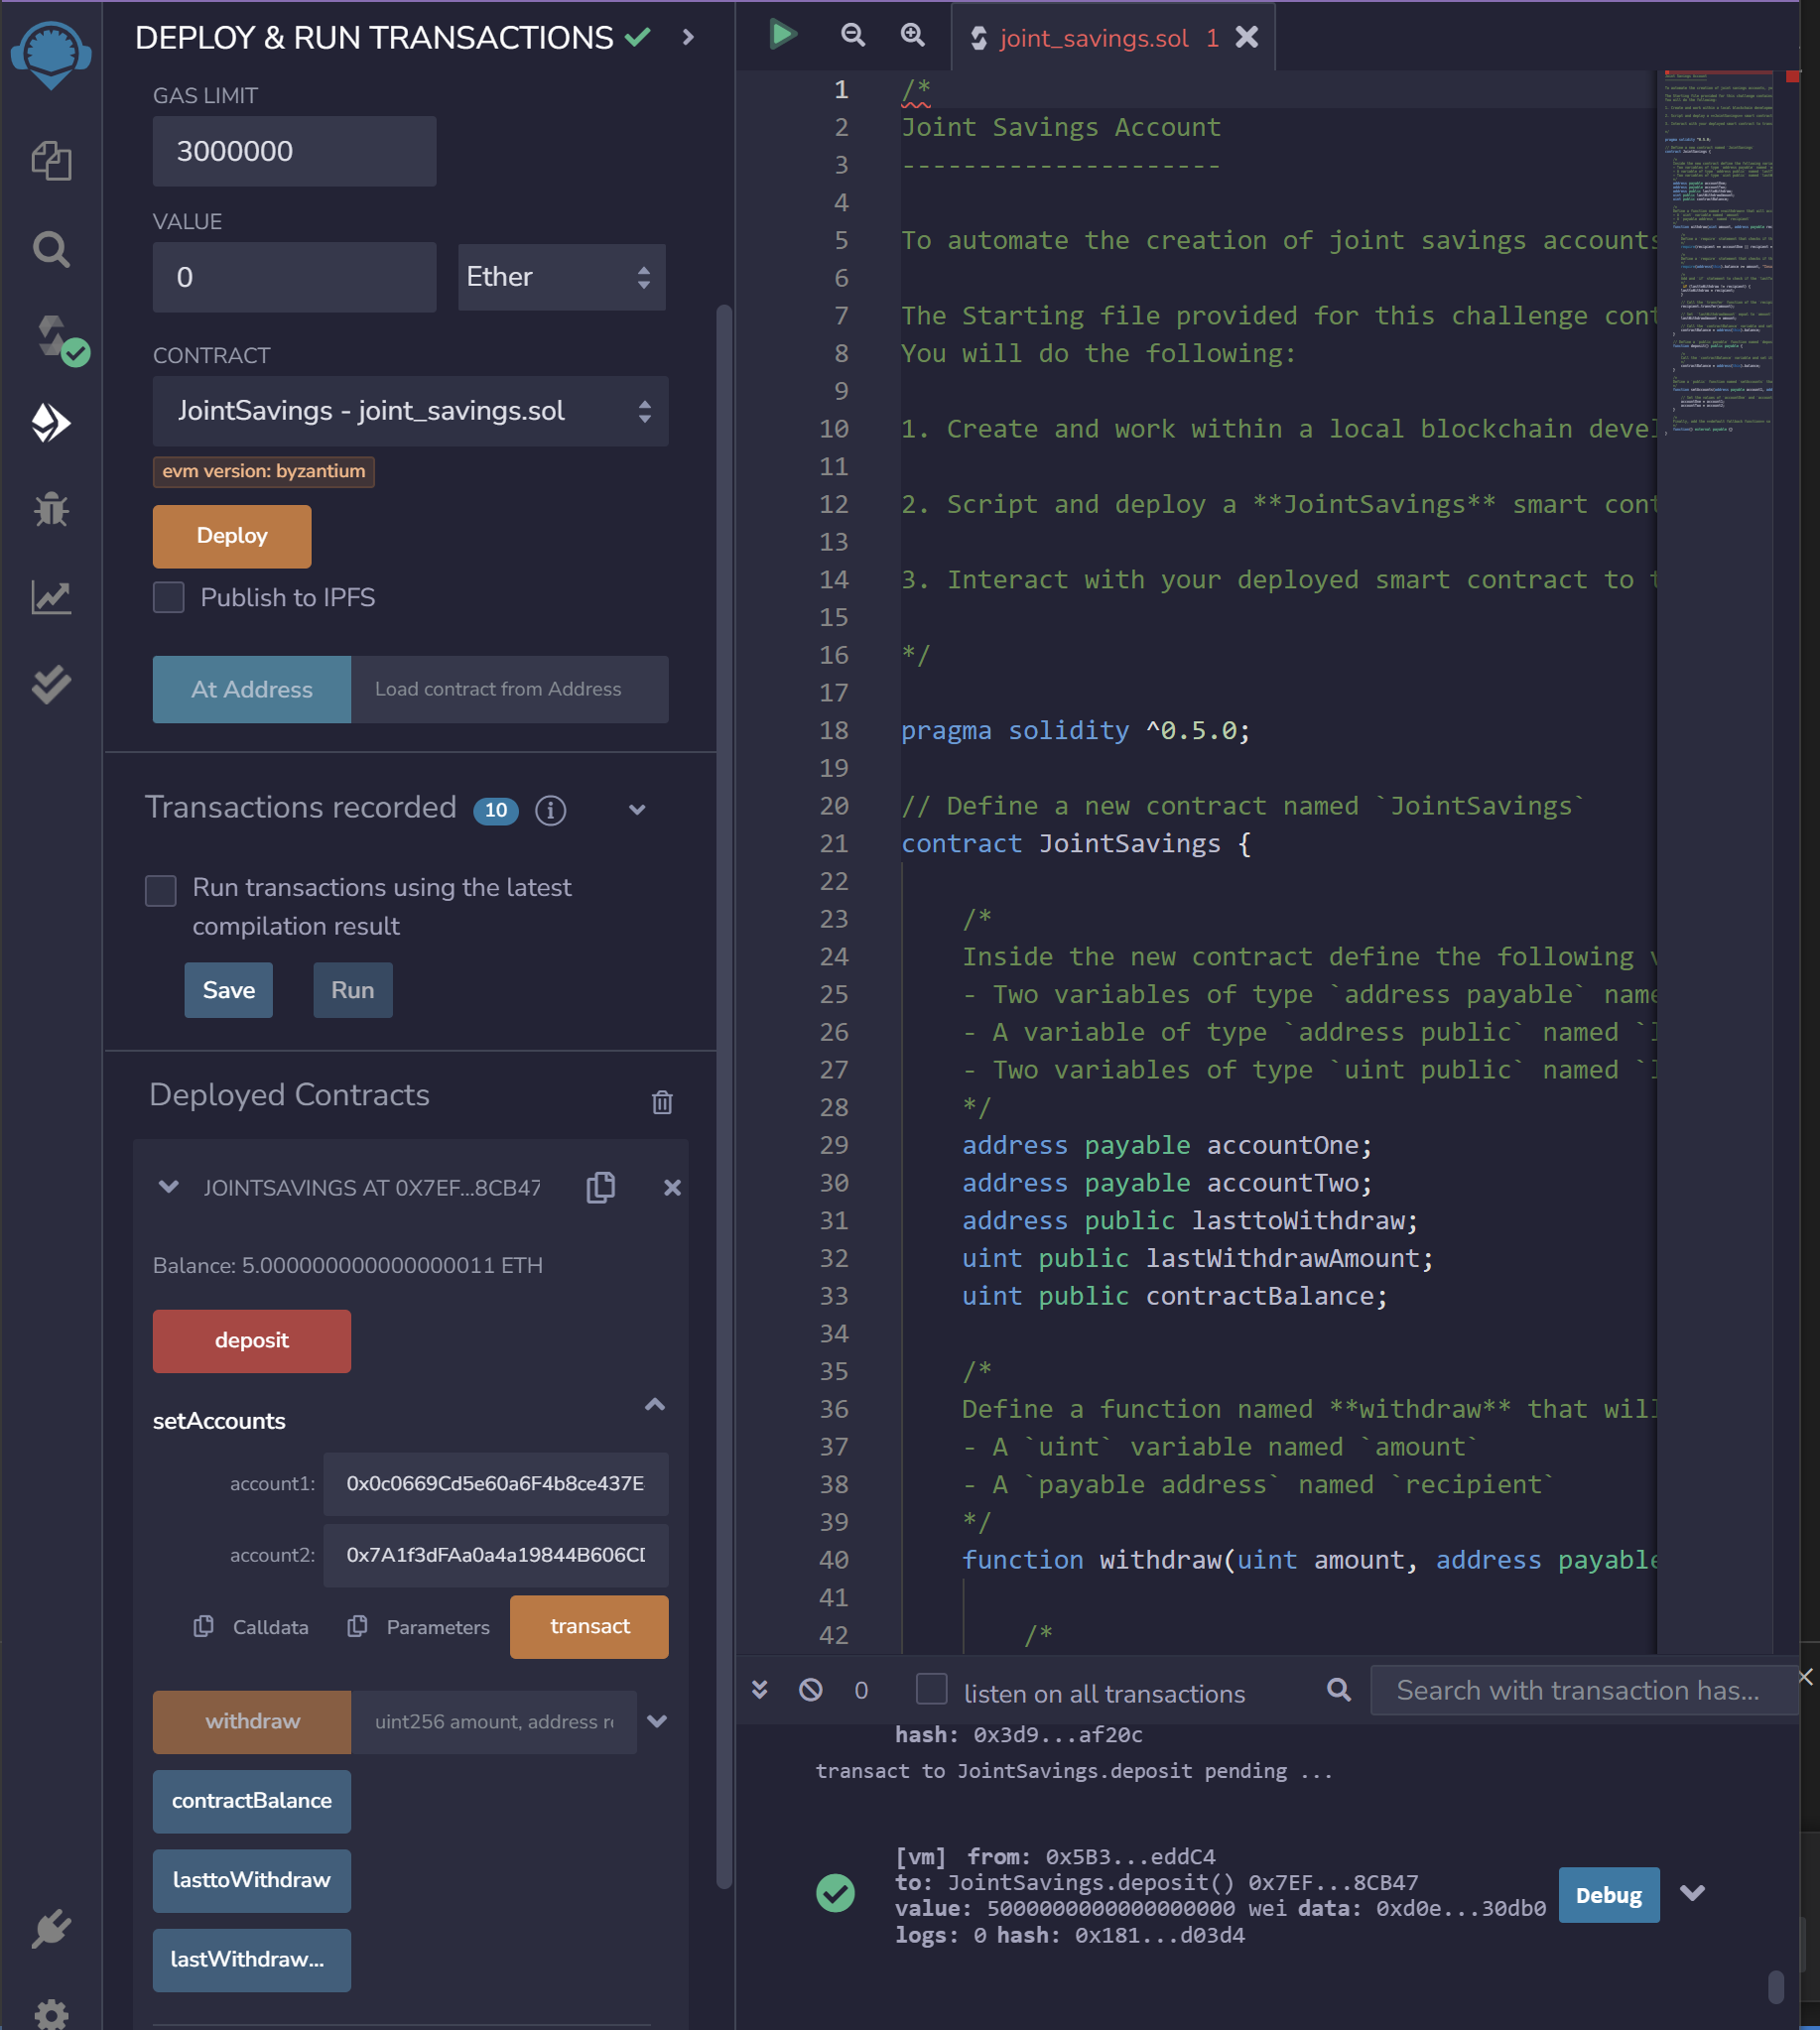 DEPLOY & RUN TRANSACTIONS
GAS LIMIT
3000000
VALUE
0
Ether
CONTRACT
JointSavings - joint_savings.sol
evm version: byzantium
Deploy
Publish to IPFS
At Address
Load contract from Address
Transactions recorded 10 i
Run transactions using the latest
compilation result
Save
Run
Deployed Contracts
JOINTSAVINGS AT 0X7EF...8CB47
Balance: 5.000000000000000011 ETH
deposit
setAccounts
account1: 0x0c0669Cd5e60a6F4b8ce437E
account2: 0x7A1f3dFAa0a4a19844B606CD
Calldata
Parameters
transact
withdraw
uint256 amount, address re
contractBalance
lasttoWithdraw
lastWithdraw...
joint_savings.sol 1
1 /*
2 Joint Savings Account
3 ---------------------
4
5 To automate the creation of joint savings accounts
6
7 The Starting file provided for this challenge cont
8 You will do the following:
9
10 1. Create and work within a local blockchain devel
11
12 2. Script and deploy a **JointSavings** smart cont
13
14 3. Interact with your deployed smart contract to t
15
16 */
17
18 pragma solidity ^0.5.0;
19
20 // Define a new contract named `JointSavings`
21 contract JointSavings {
22
23 /*
24 Inside the new contract define the following v
25 - Two variables of type `address payable` name
26 - A variable of type `address public` named `l
27 - Two variables of type `uint public` named `l
28 */
29 address payable accountOne;
30 address payable accountTwo;
31 address public lasttoWithdraw;
32 uint public lastWithdrawAmount;
33 uint public contractBalance;
34
35 /*
36 Define a function named **withdraw** that will
37 - A `uint` variable named `amount`
38 - A `payable address` named `recipient`
39 */
40 function withdraw(uint amount, address payable
41
42 /*
0
listen on all transactions
Search with transaction has...
hash: 0x3d9...af20c
transact to JointSavings.deposit pending ...
[vm] from: 0x5B3...eddC4
to: JointSavings.deposit() 0x7EF...8CB47
value: 5000000000000000000 wei data: 0xd0e...30db0
logs: 0 hash: 0x181...d03d4
Debug